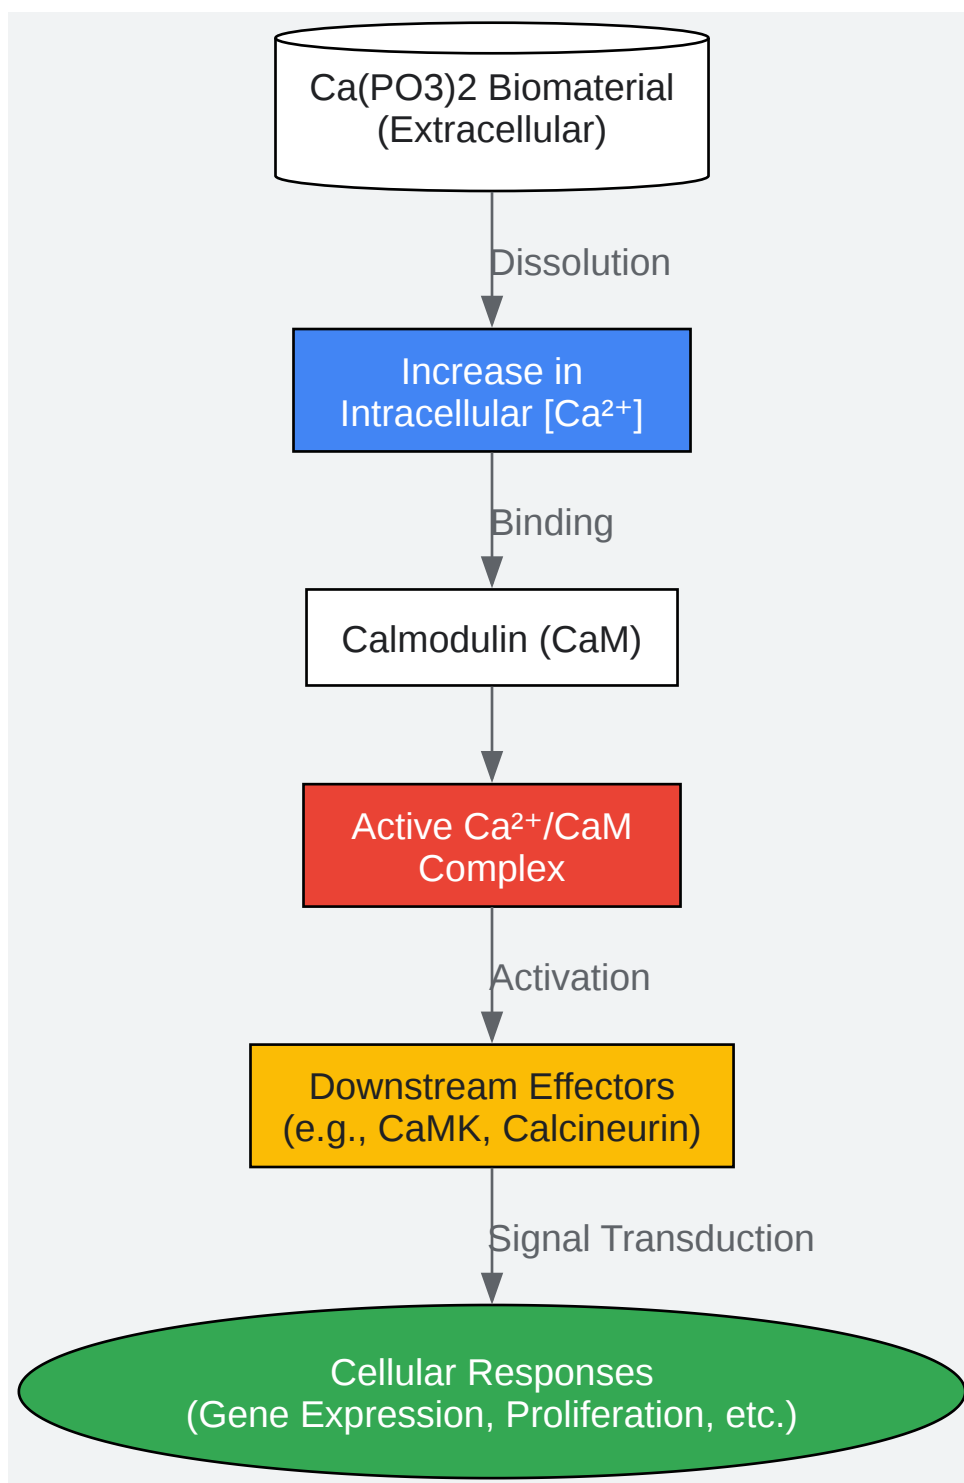 Ca(PO3)2 Biomaterial
(Extracellular)
Dissolution
Increase in
Intracellular [Ca²⁺]
Binding
Calmodulin (CaM)
Active Ca²⁺/CaM
Complex
Activation
Downstream Effectors
(e.g., CaMK, Calcineurin)
Signal Transduction
Cellular Responses
(Gene Expression, Proliferation, etc.)